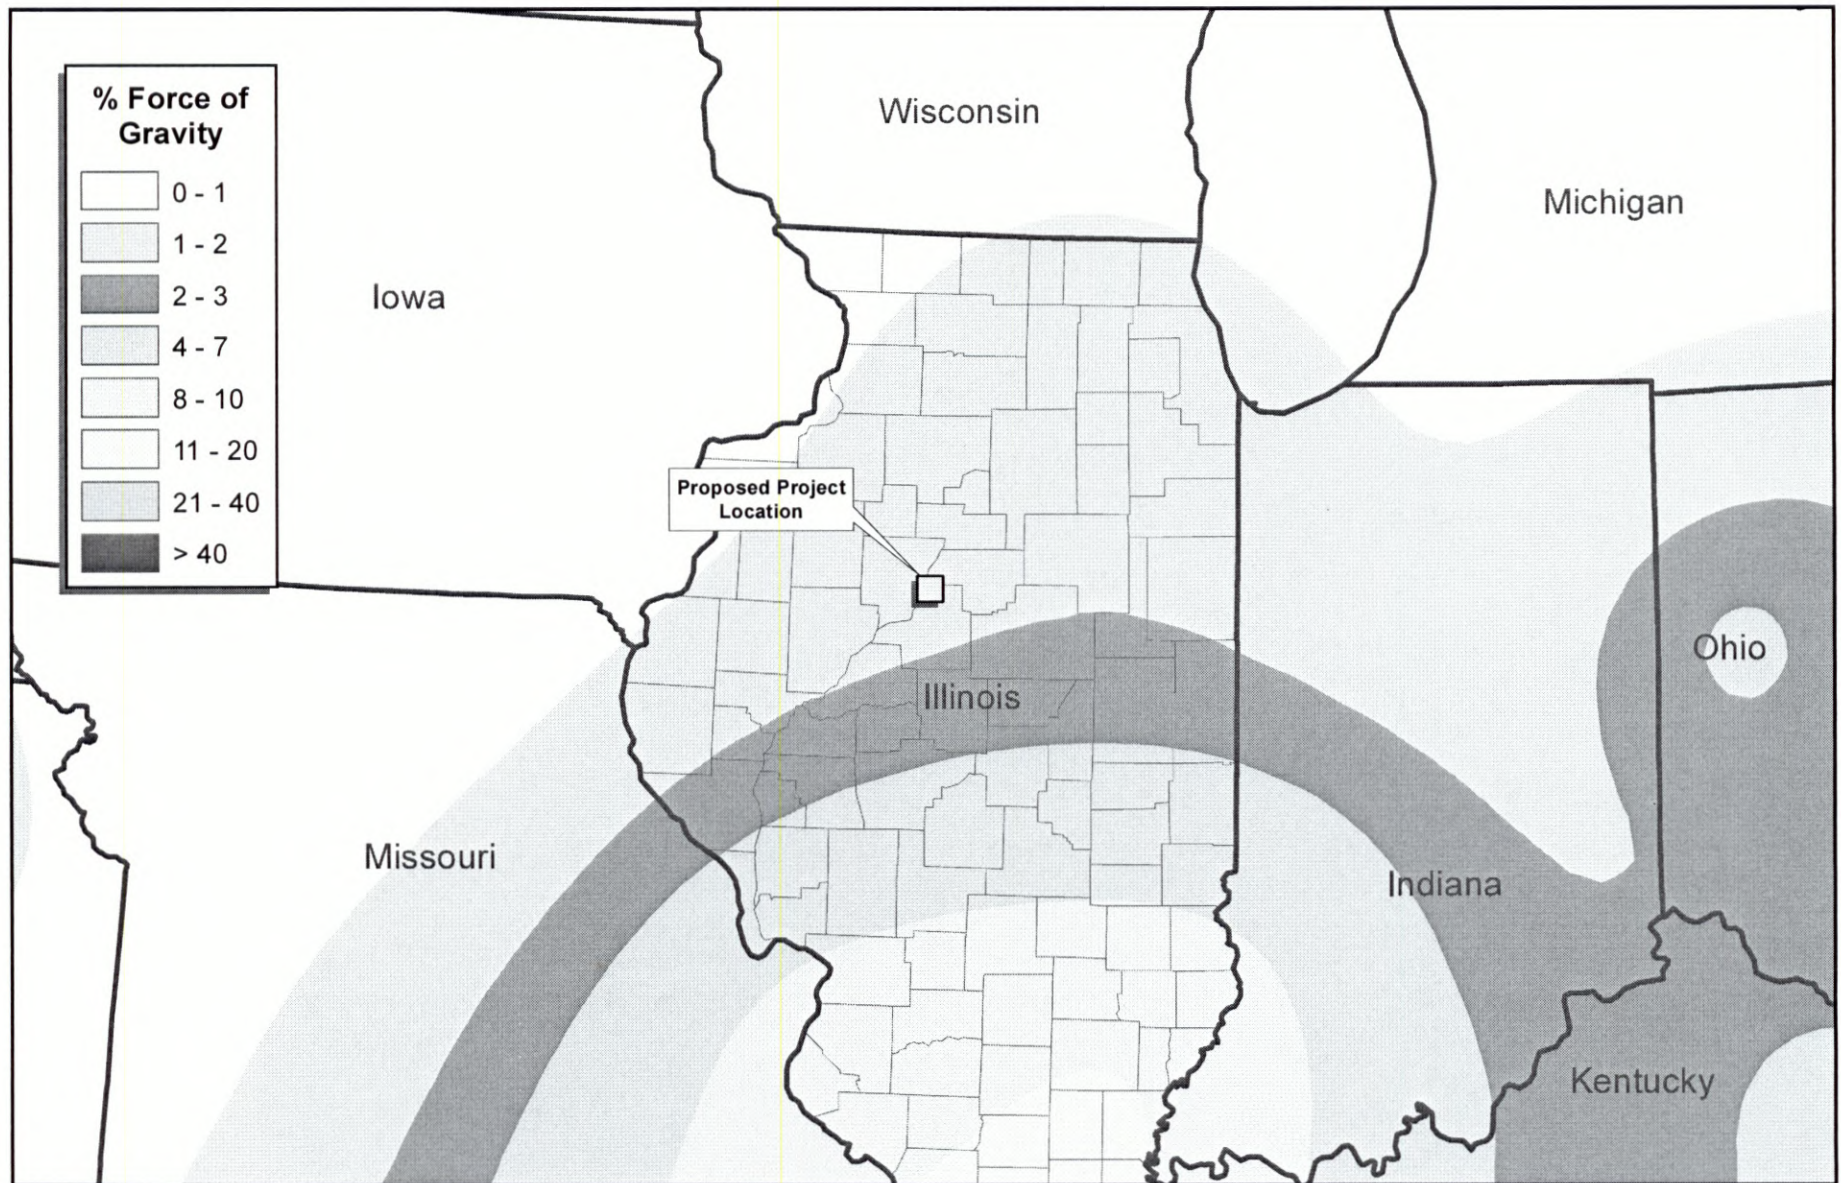 % Force of
Gravity
0 - 1
1 - 2
2 - 3
4 - 7
8 - 10
11 - 20
21 - 40
> 40
Wisconsin
Michigan
Iowa
Proposed Project
Location
Ohio
Illinois
Missouri
Indiana
Kentucky